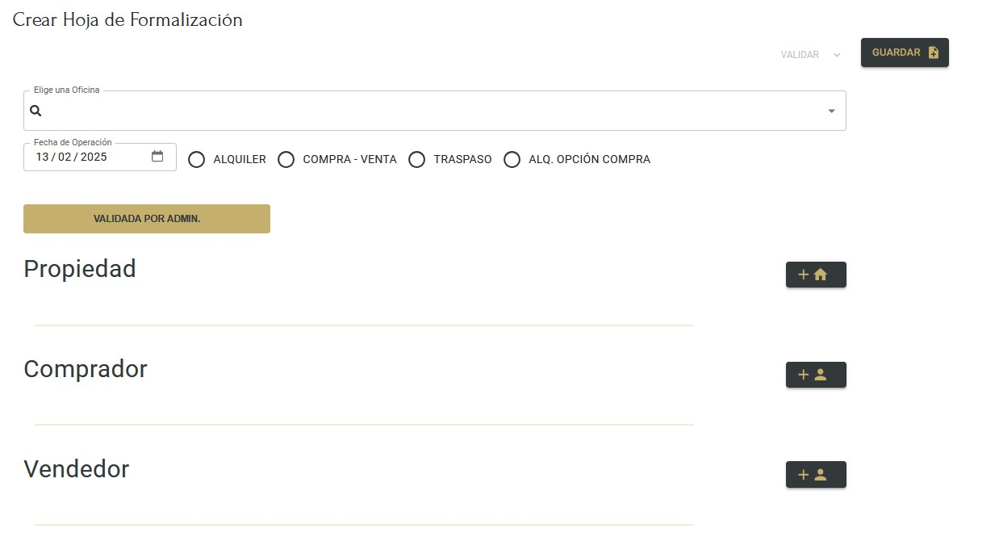 Crear Hoja de Formalización
VALIDAR
GUARDAR
Elige una Oficina
Fecha de Operación
13 / 02 / 2025
ALQUILER
COMPRA - VENTA
TRASPASO
ALQ. OPCIÓN COMPRA
VALIDADA POR ADMIN.
Propiedad
Comprador
Vendedor